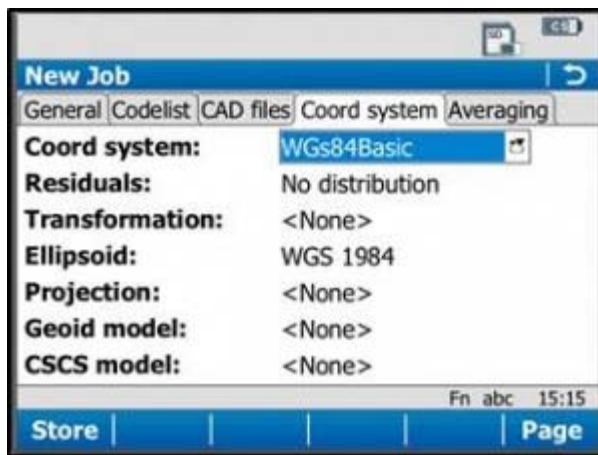 New Job
General Codelist CAD files Coord system Averaging
Coord system: WGs84Basic
Residuals: No distribution
Transformation: <None>
Ellipsoid: WGS 1984
Projection: <None>
Geoid model: <None>
CSCS model: <None>
Fn abc 15:15
Store Page